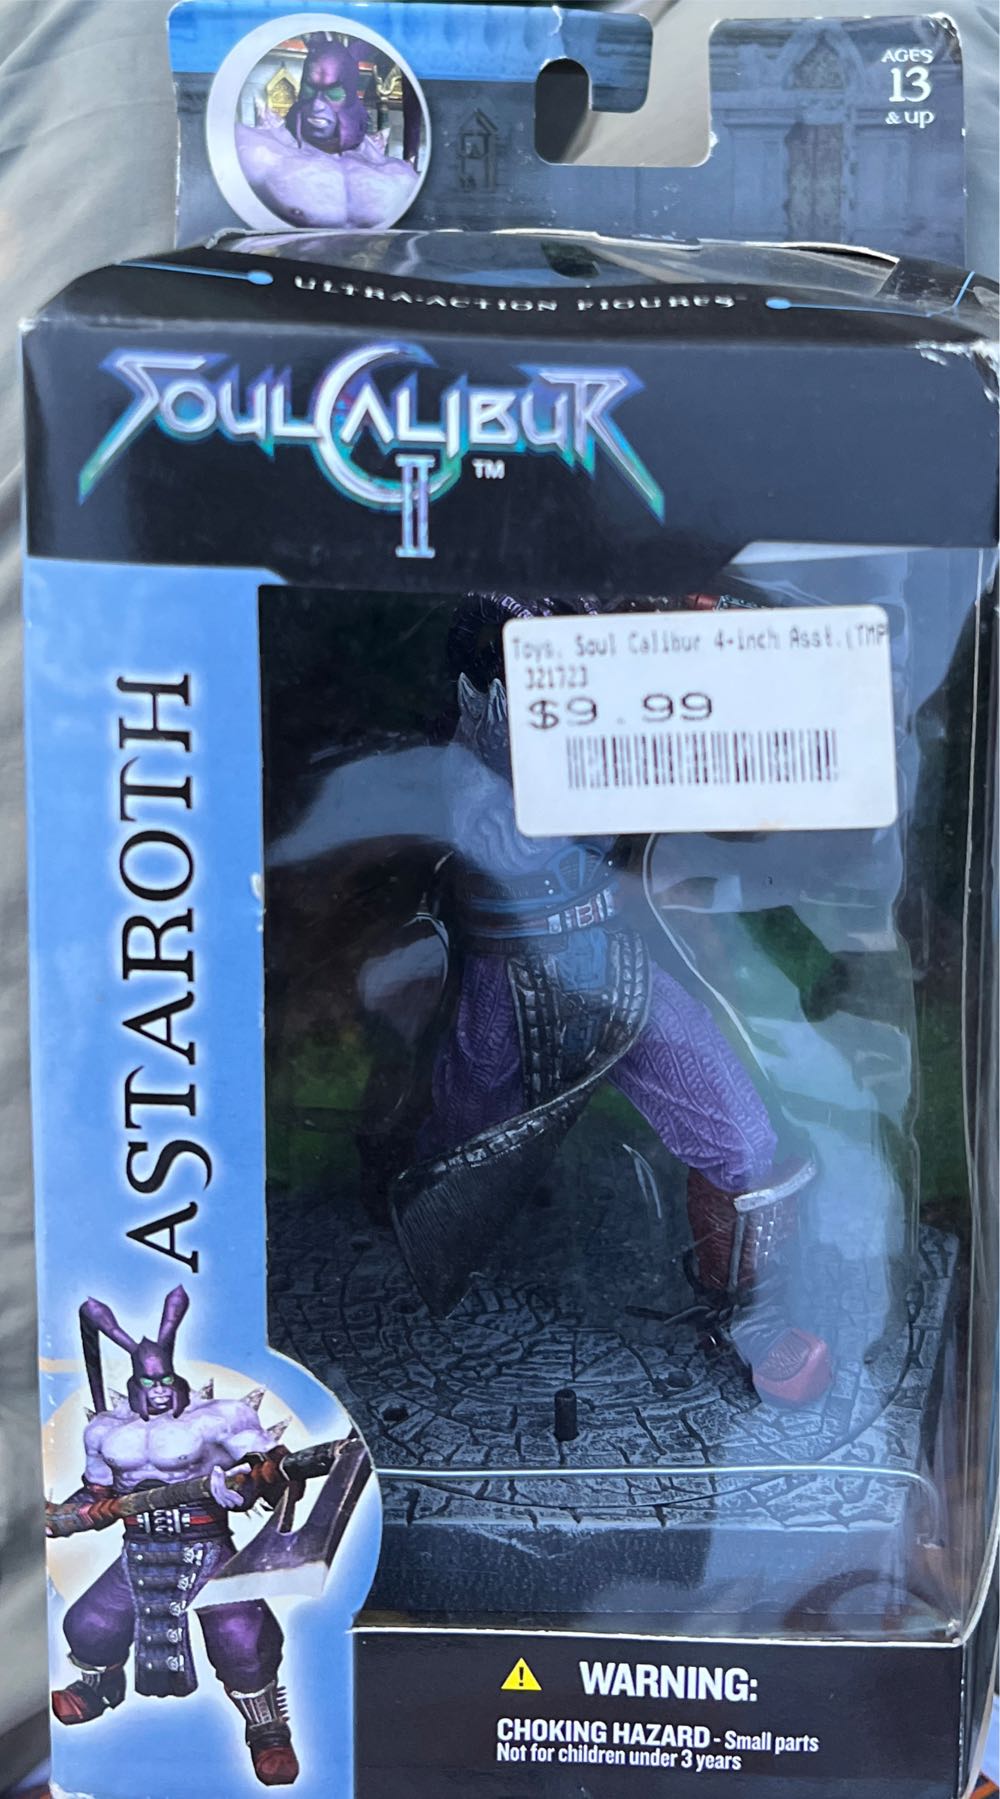 AGES
13
& up
ULTRA-ACTION FIGURES
SOULCALIBUR
II ™
Toys, Soul Calibur 4-inch Asst.(TMP
321723
$9.99
ASTAROTH
WARNING:
CHOKING HAZARD - Small parts
Not for children under 3 years